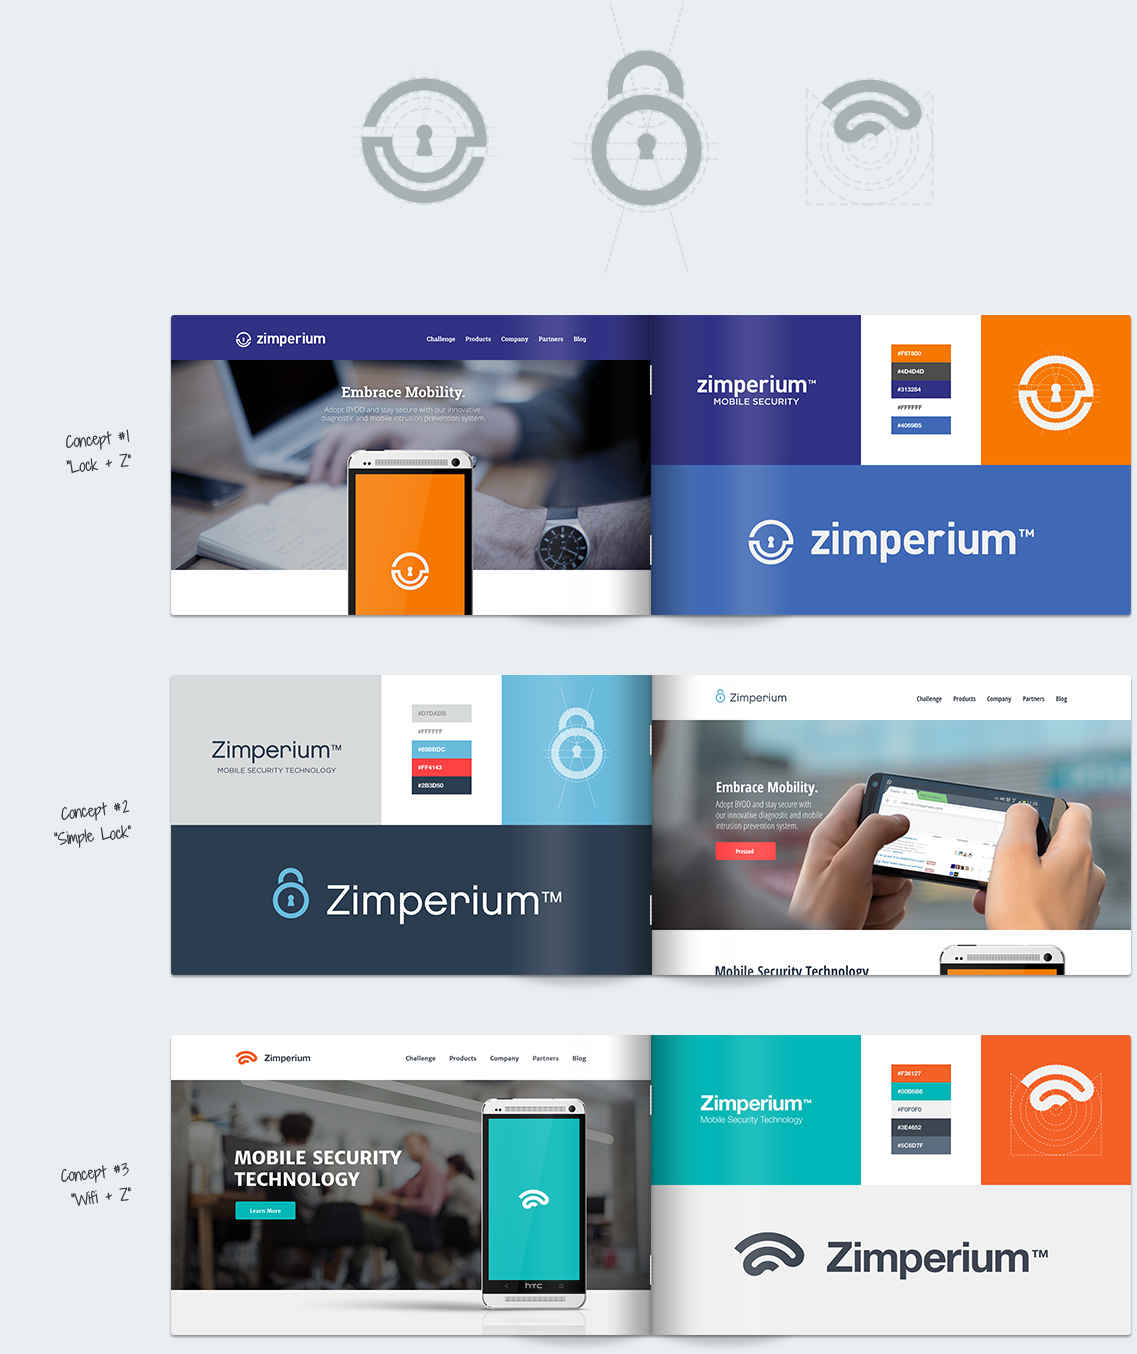 Concept #1
"Lock + Z"
zimperium
Challenge Products Company Partners Blog
Embrace Mobility.
Adopt BYOD and stay secure with our innovative
diagnostic and mobile intrusion prevention system.
zimperium™
MOBILE SECURITY
#F67800
#4D4D4D
#313284
#FFFFFF
#4069B5
zimperium™
Concept #2
"Simple Lock"
Zimperium™
MOBILE SECURITY TECHNOLOGY
#D7DADB
#FFFFFF
#69BBDC
#FF4143
#2B3D50
Zimperium™
Zimperium
Challenge Products Company Partners Blog
Embrace Mobility.
Adopt BYOD and stay secure with
our innovative diagnostic and mobile
intrusion prevention system.
Pressed
Mobile Security Technology
Concept #3
"Wifi + Z"
Zimperium
Challenge Products Company Partners Blog
MOBILE SECURITY
TECHNOLOGY
Learn More
hTC
Zimperium™
Mobile Security Technology
#F36127
#00B6B6
#F0F0F0
#3E4652
#5C6D7F
Zimperium™